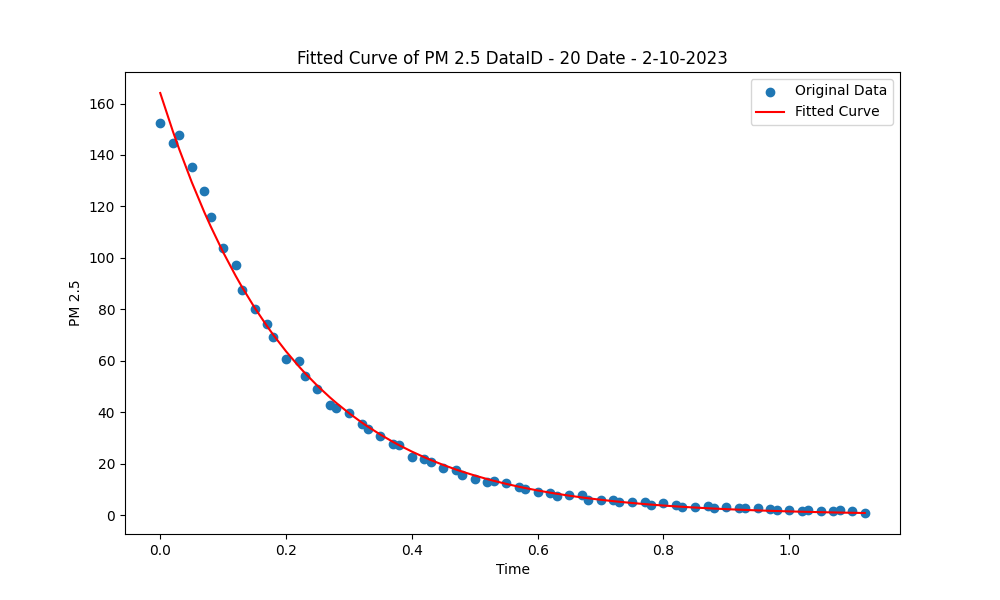 Fitted Curve of PM 2.5 DataID - 20 Date - 2-10-2023
Original Data
Fitted Curve
160
140
120
100
80
60
40
20
0
PM 2.5
0.0 0.2 0.4 0.6 0.8 1.0
Time